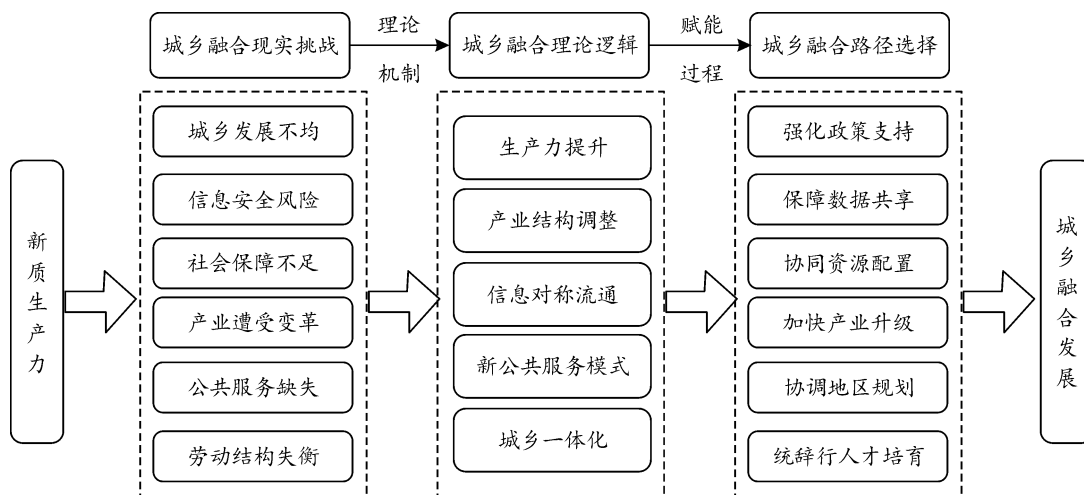 城乡融合现实挑战
理论
机制
城乡融合理论逻辑
赋能
过程
城乡融合路径选择
新质生产力
城乡发展不均
信息安全风险
社会保障不足
产业遭受变革
公共服务缺失
劳动结构失衡
生产力提升
产业结构调整
信息对称流通
新公共服务模式
城乡一体化
强化政策支持
保障数据共享
协同资源配置
加快产业升级
协调地区规划
统辞行人才培育
城乡融合发展